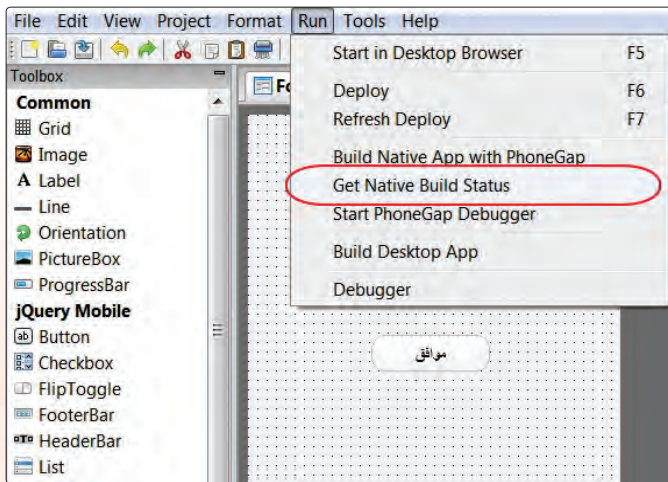 File Edit View Project Format Run Tools Help
Toolbox
Common
Grid
Image
A Label
Line
Orientation
PictureBox
ProgressBar
jQuery Mobile
ab Button
Checkbox
FlipToggle
FooterBar
HeaderBar
List
Fo
Start in Desktop Browser F5
Deploy F6
Refresh Deploy F7
Build Native App with PhoneGap
Get Native Build Status
Start PhoneGap Debugger
Build Desktop App
Debugger
موافق